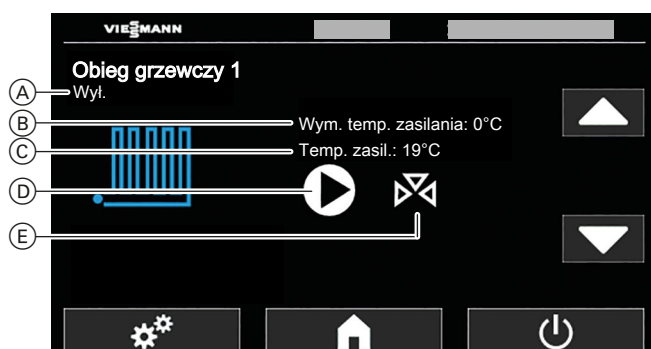 VIESMANN
Obieg grzewczy 1
A Wył.
B Wym. temp. zasilania: 0°C
C Temp. zasil.: 19°C
D
E